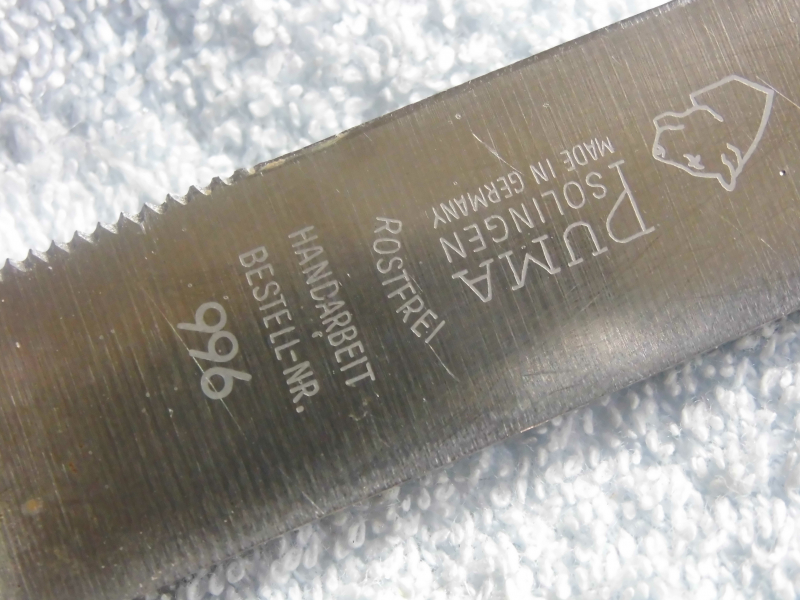 PUMA
SOLINGEN
MADE IN GERMANY
ROSTFREI
HANDARBEIT
BESTELL-NR.
996